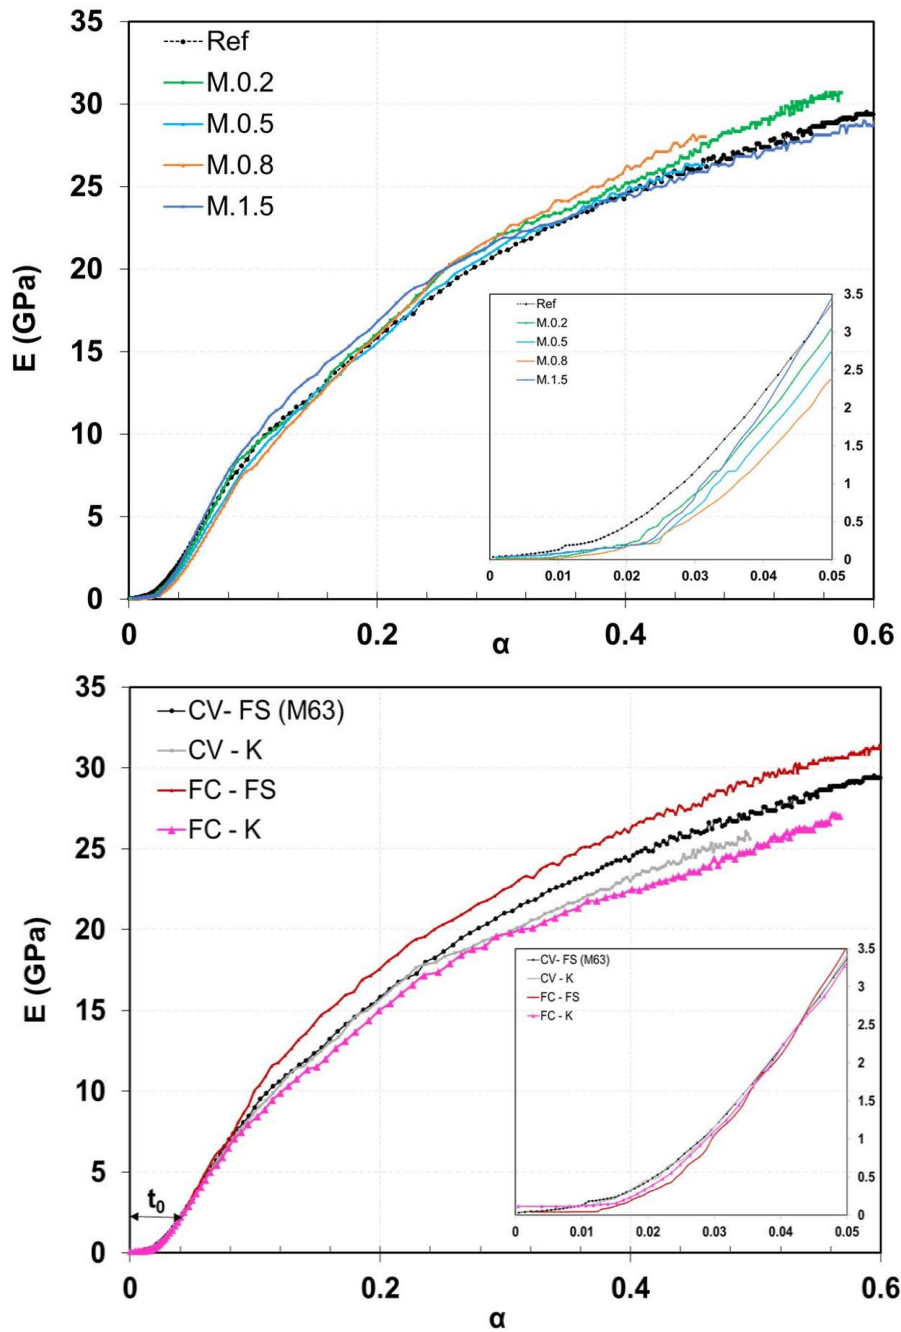 35
30
25
20
15
10
5
0
E (GPa)
Ref
M.0.2
M.0.5
M.0.8
M.1.5
Ref
M.0.2
M.0.5
M.0.8
M.1.5
3.5
3
2.5
2
1.5
1
0.5
0
0 0.01 0.02 0.03 0.04 0.05
0 0.2 0.4 0.6
α
35
30
25
20
15
10
5
0
E (GPa)
CV- FS (M63)
CV - K
FC - FS
FC - K
t0
CV- FS (M63)
CV - K
FC - FS
FC - K
3.5
3
2.5
2
1.5
1
0.5
0
0 0.01 0.02 0.03 0.04 0.05
0 0.2 0.4 0.6
α